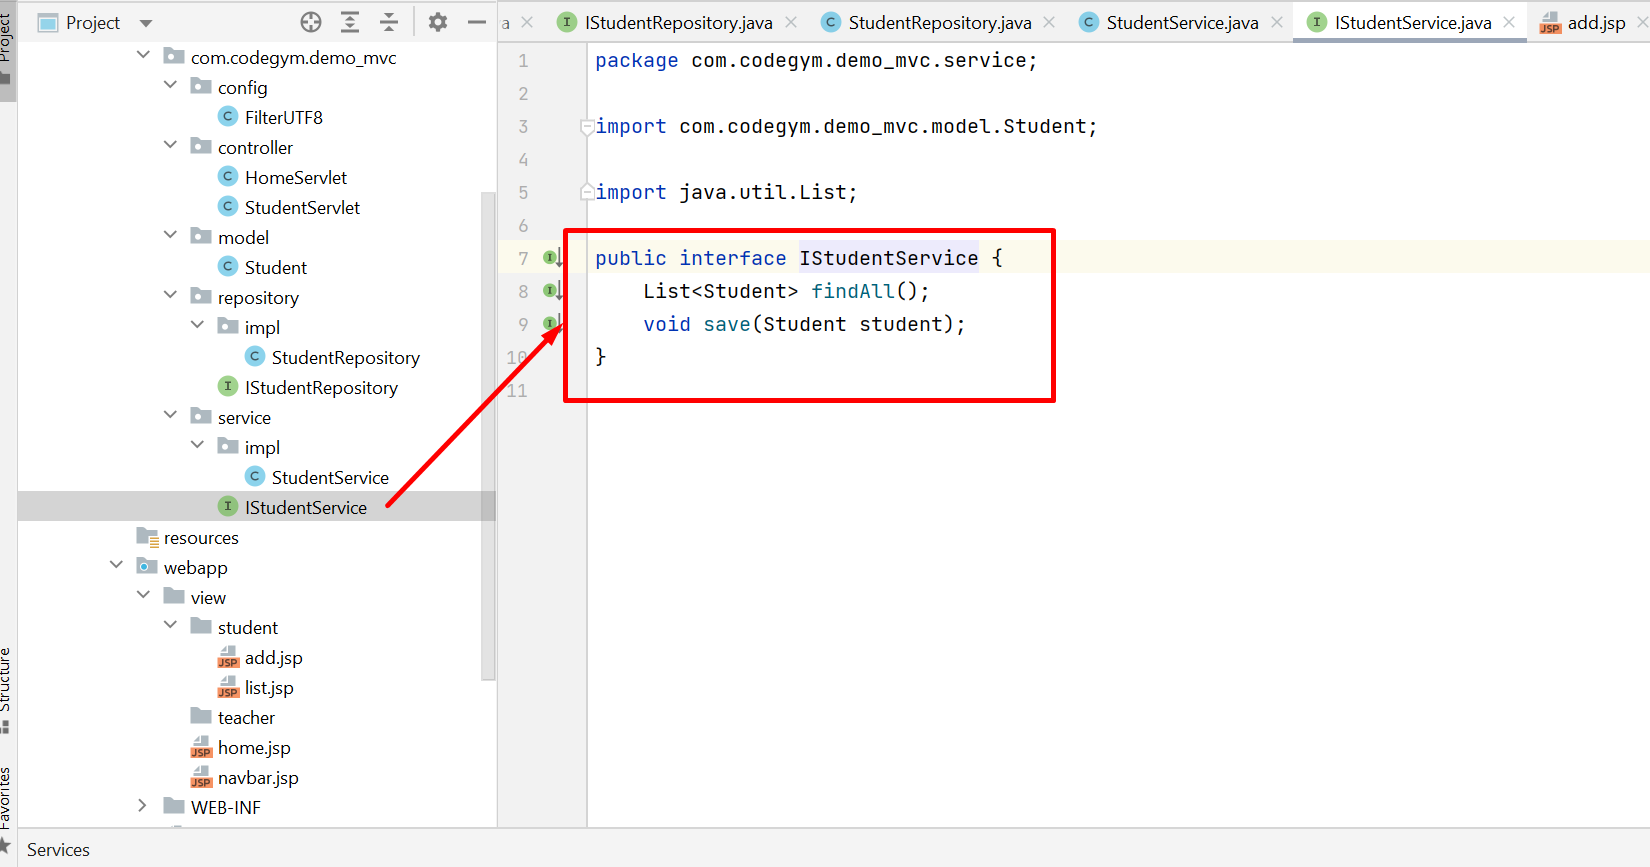 Project
a
IStudentRepository.java
StudentRepository.java
StudentService.java
IStudentService.java
add.jsp
Project
Structure
Favorites
com.codegym.demo_mvc
config
FilterUTF8
controller
HomeServlet
StudentServlet
model
Student
repository
impl
StudentRepository
IStudentRepository
service
impl
StudentService
IStudentService
resources
webapp
view
student
add.jsp
list.jsp
teacher
home.jsp
navbar.jsp
WEB-INF
1 package com.codegym.demo_mvc.service;
2
3 import com.codegym.demo_mvc.model.Student;
4
5 import java.util.List;
6
7 public interface IStudentService {
8 List<Student> findAll();
9 void save(Student student);
10 }
11
Services